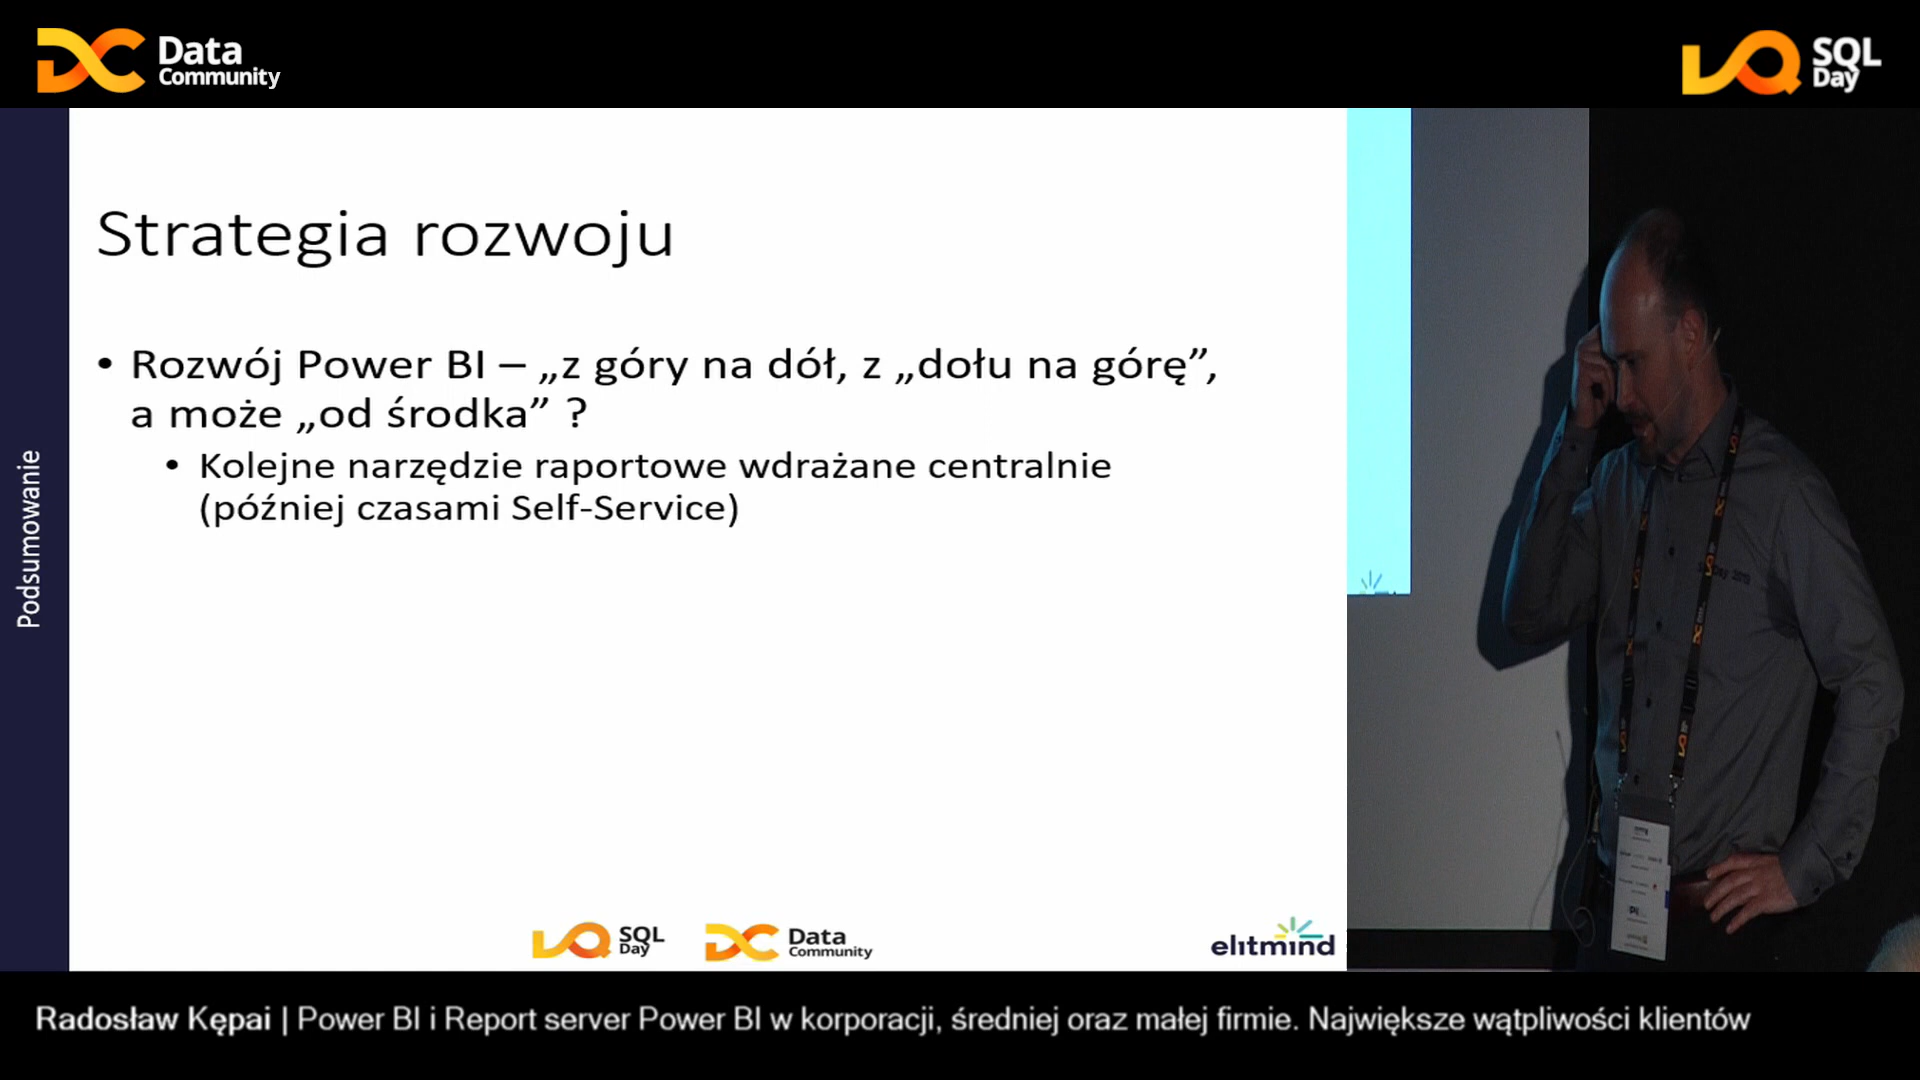 Data
Community
SQL
Day
Podsumowanie
Strategia rozwoju
• Rozwój Power BI – „z góry na dół, z „dołu na górę”,
a może „od środka” ?
• Kolejne narzędzie raportowe wdrażane centralnie
(później czasami Self-Service)
SQL
Day
Data
Community
elitmind
Radosław Kępai | Power BI i Report server Power BI w korporacji, średniej oraz małej firmie. Największe wątpliwości klientów